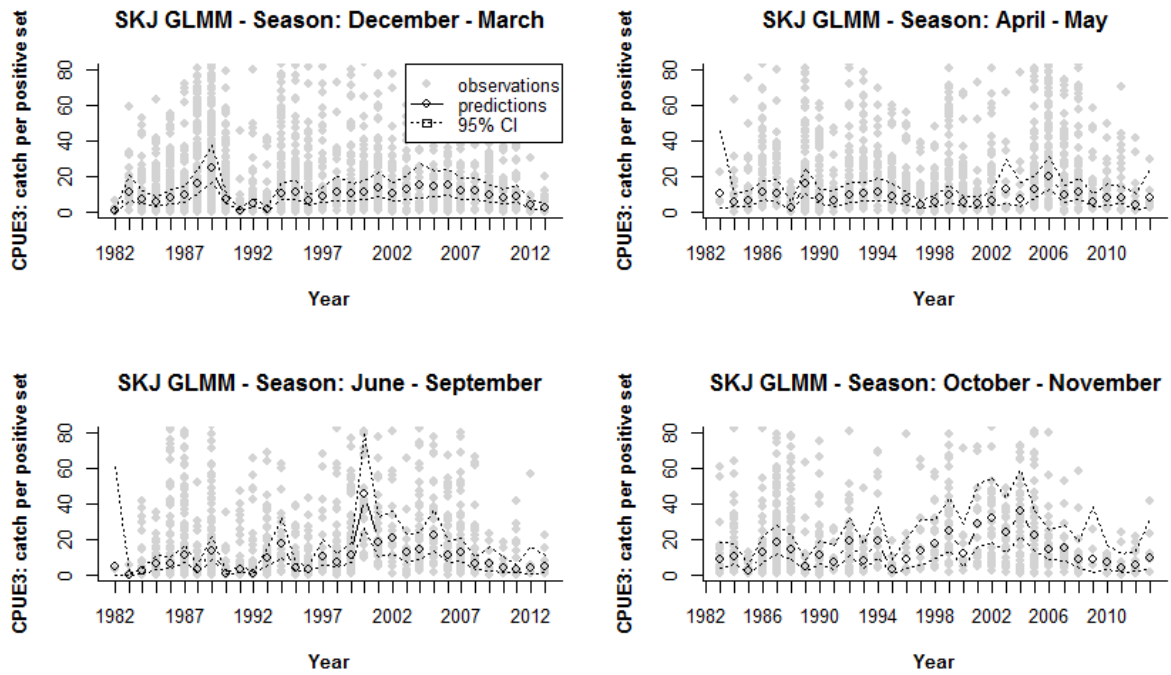 SKJ GLMM - Season: December - March
CPUE3: catch per positive set
80
60
40
20
0
observations
predictions
95% CI
1982 1987 1992 1997 2002 2007 2012
Year
SKJ GLMM - Season: April - May
CPUE3: catch per positive set
80
60
40
20
0
1982 1986 1990 1994 1998 2002 2006 2010
Year
SKJ GLMM - Season: June - September
CPUE3: catch per positive set
80
60
40
20
0
1982 1987 1992 1997 2002 2007 2012
Year
SKJ GLMM - Season: October - November
CPUE3: catch per positive set
80
60
40
20
0
1982 1986 1990 1994 1998 2002 2006 2010
Year